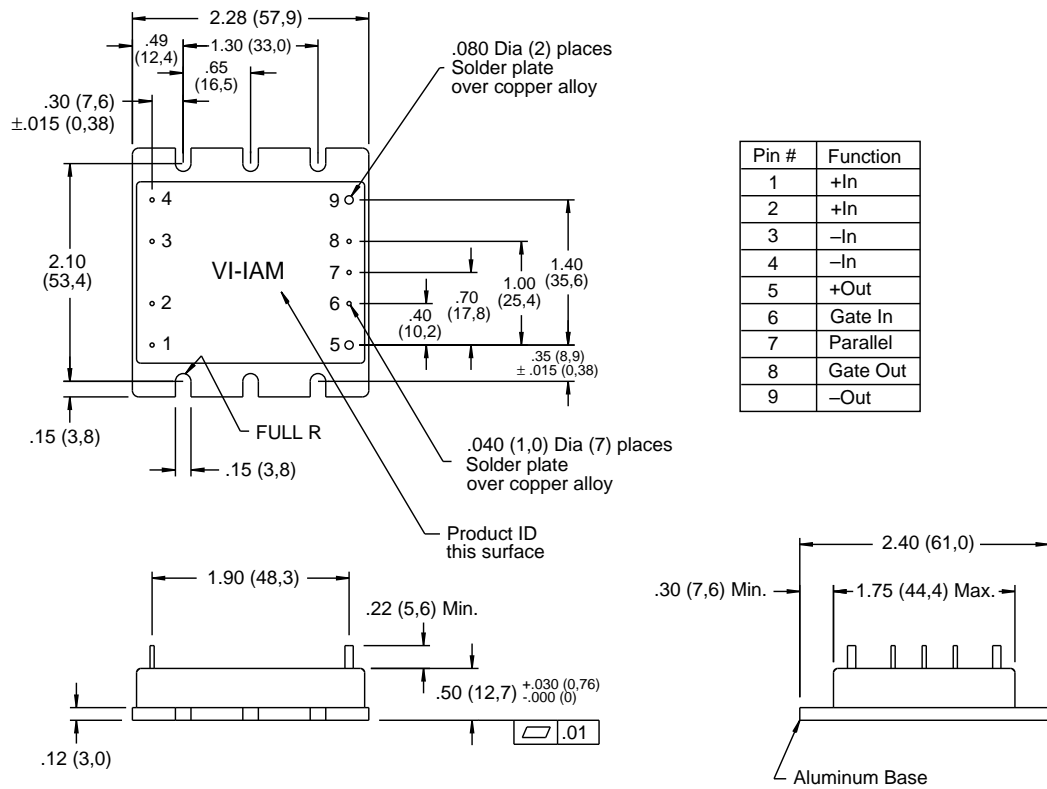 2.28 (57,9)
.49
(12,4)
1.30 (33,0)
.65
(16,5)
.30 (7,6)
±.015 (0,38)
.080 Dia (2) places
Solder plate
over copper alloy
4
3
2
1
9
8
7
6
5
VI-IAM
2.10
(53,4)
.40
(10,2)
.70
(17,8)
1.00
(25,4)
1.40
(35,6)
.35 (8,9)
± .015 (0,38)
.15 (3,8)
FULL R
.15 (3,8)
.040 (1,0) Dia (7) places
Solder plate
over copper alloy
Product ID
this surface
Pin # Function
1 +In
2 +In
3 –In
4 –In
5 +Out
6 Gate In
7 Parallel
8 Gate Out
9 –Out
1.90 (48,3)
.22 (5,6) Min.
.50 (12,7) +.030 (0,76)
-.000 (0)
.01
.12 (3,0)
2.40 (61,0)
.30 (7,6) Min.
1.75 (44,4) Max.
Aluminum Base